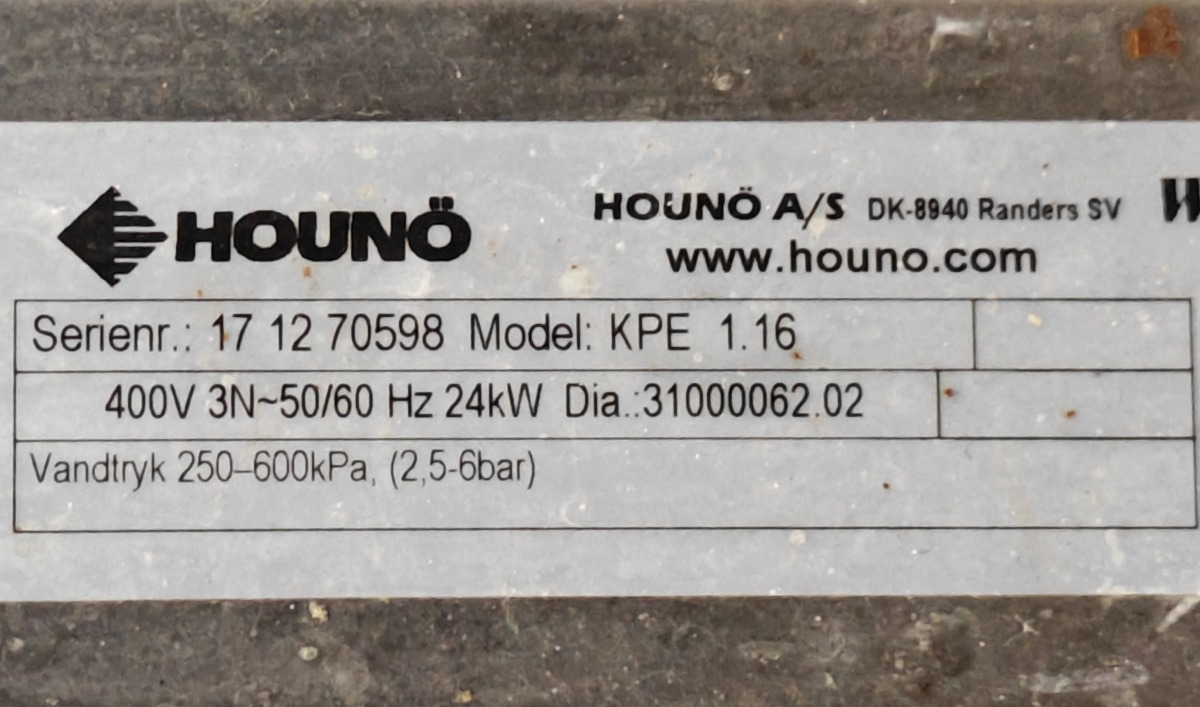 HOUNÖ
HOUNÖ A/S DK-8940 Randers SV
www.houno.com
Serienr.: 17 12 70598 Model: KPE 1.16
400V 3N~50/60 Hz 24kW Dia.:31000062.02
Vandtryk 250–600kPa, (2,5-6bar)